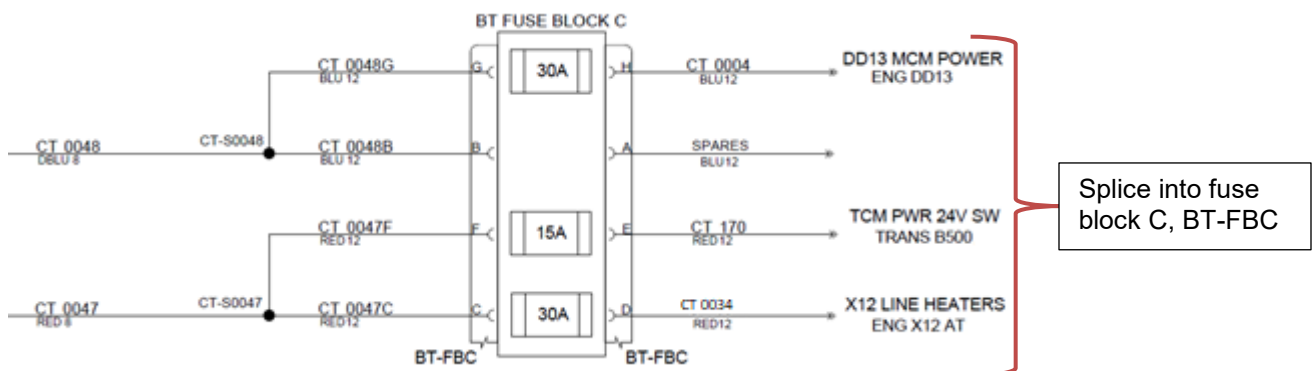 BT FUSE BLOCK C
CT 0048G
BLU 12
G
30A
H
CT 0004
BLU12
DD13 MCM POWER
ENG DD13
CT 0048
DBLU 8
CT-S0048
CT 0048B
BLU 12
B
A
SPARES
BLU12
Splice into fuse
block C, BT-FBC
CT 0047F
RED12
F
15A
E
CT 170
RED12
TCM PWR 24V SW
TRANS B500
CT 0047
RED 8
CT-S0047
CT 0047C
RED12
C
30A
D
CT 0034
RED12
X12 LINE HEATERS
ENG X12 AT
BT-FBC
BT-FBC